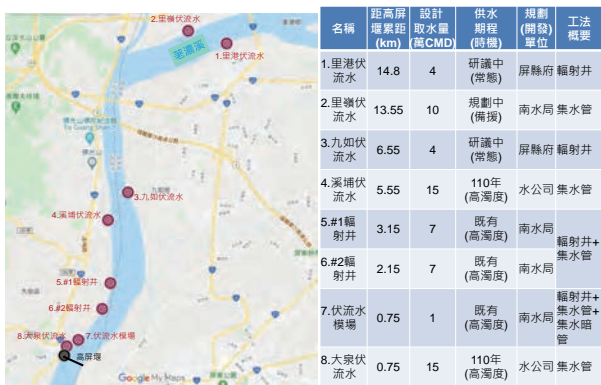 2.里嶺伏流水
荖濃溪
1.里港伏流水
佛光山
3.九如伏流水
4.溪埔伏流水
5.#1輻射井
6.#2輻射井
8.大泉伏流水
7.伏流水模場
高屏堰
Google My Maps
名稱 距高屏堰累距(km) 設計取水量(萬CMD) 供水期程(時機) 規劃(開發)單位 工法概要
1.里港伏流水 14.8 4 研議中(常態) 屏縣府 輻射井
2.里嶺伏流水 13.55 10 規劃中(備援) 南水局 集水管
3.九如伏流水 6.55 4 研議中(常態) 屏縣府 輻射井
4.溪埔伏流水 5.55 15 110年(高濁度) 水公司 集水管
5.#1輻射井 3.15 7 既有(高濁度) 南水局 輻射井+集水管
6.#2輻射井 2.15 7 既有(高濁度) 南水局
7.伏流水模場 0.75 1 既有(高濁度) 南水局 輻射井+集水管+集水暗管
8.大泉伏流水 0.75 15 110年(高濁度) 水公司 集水管